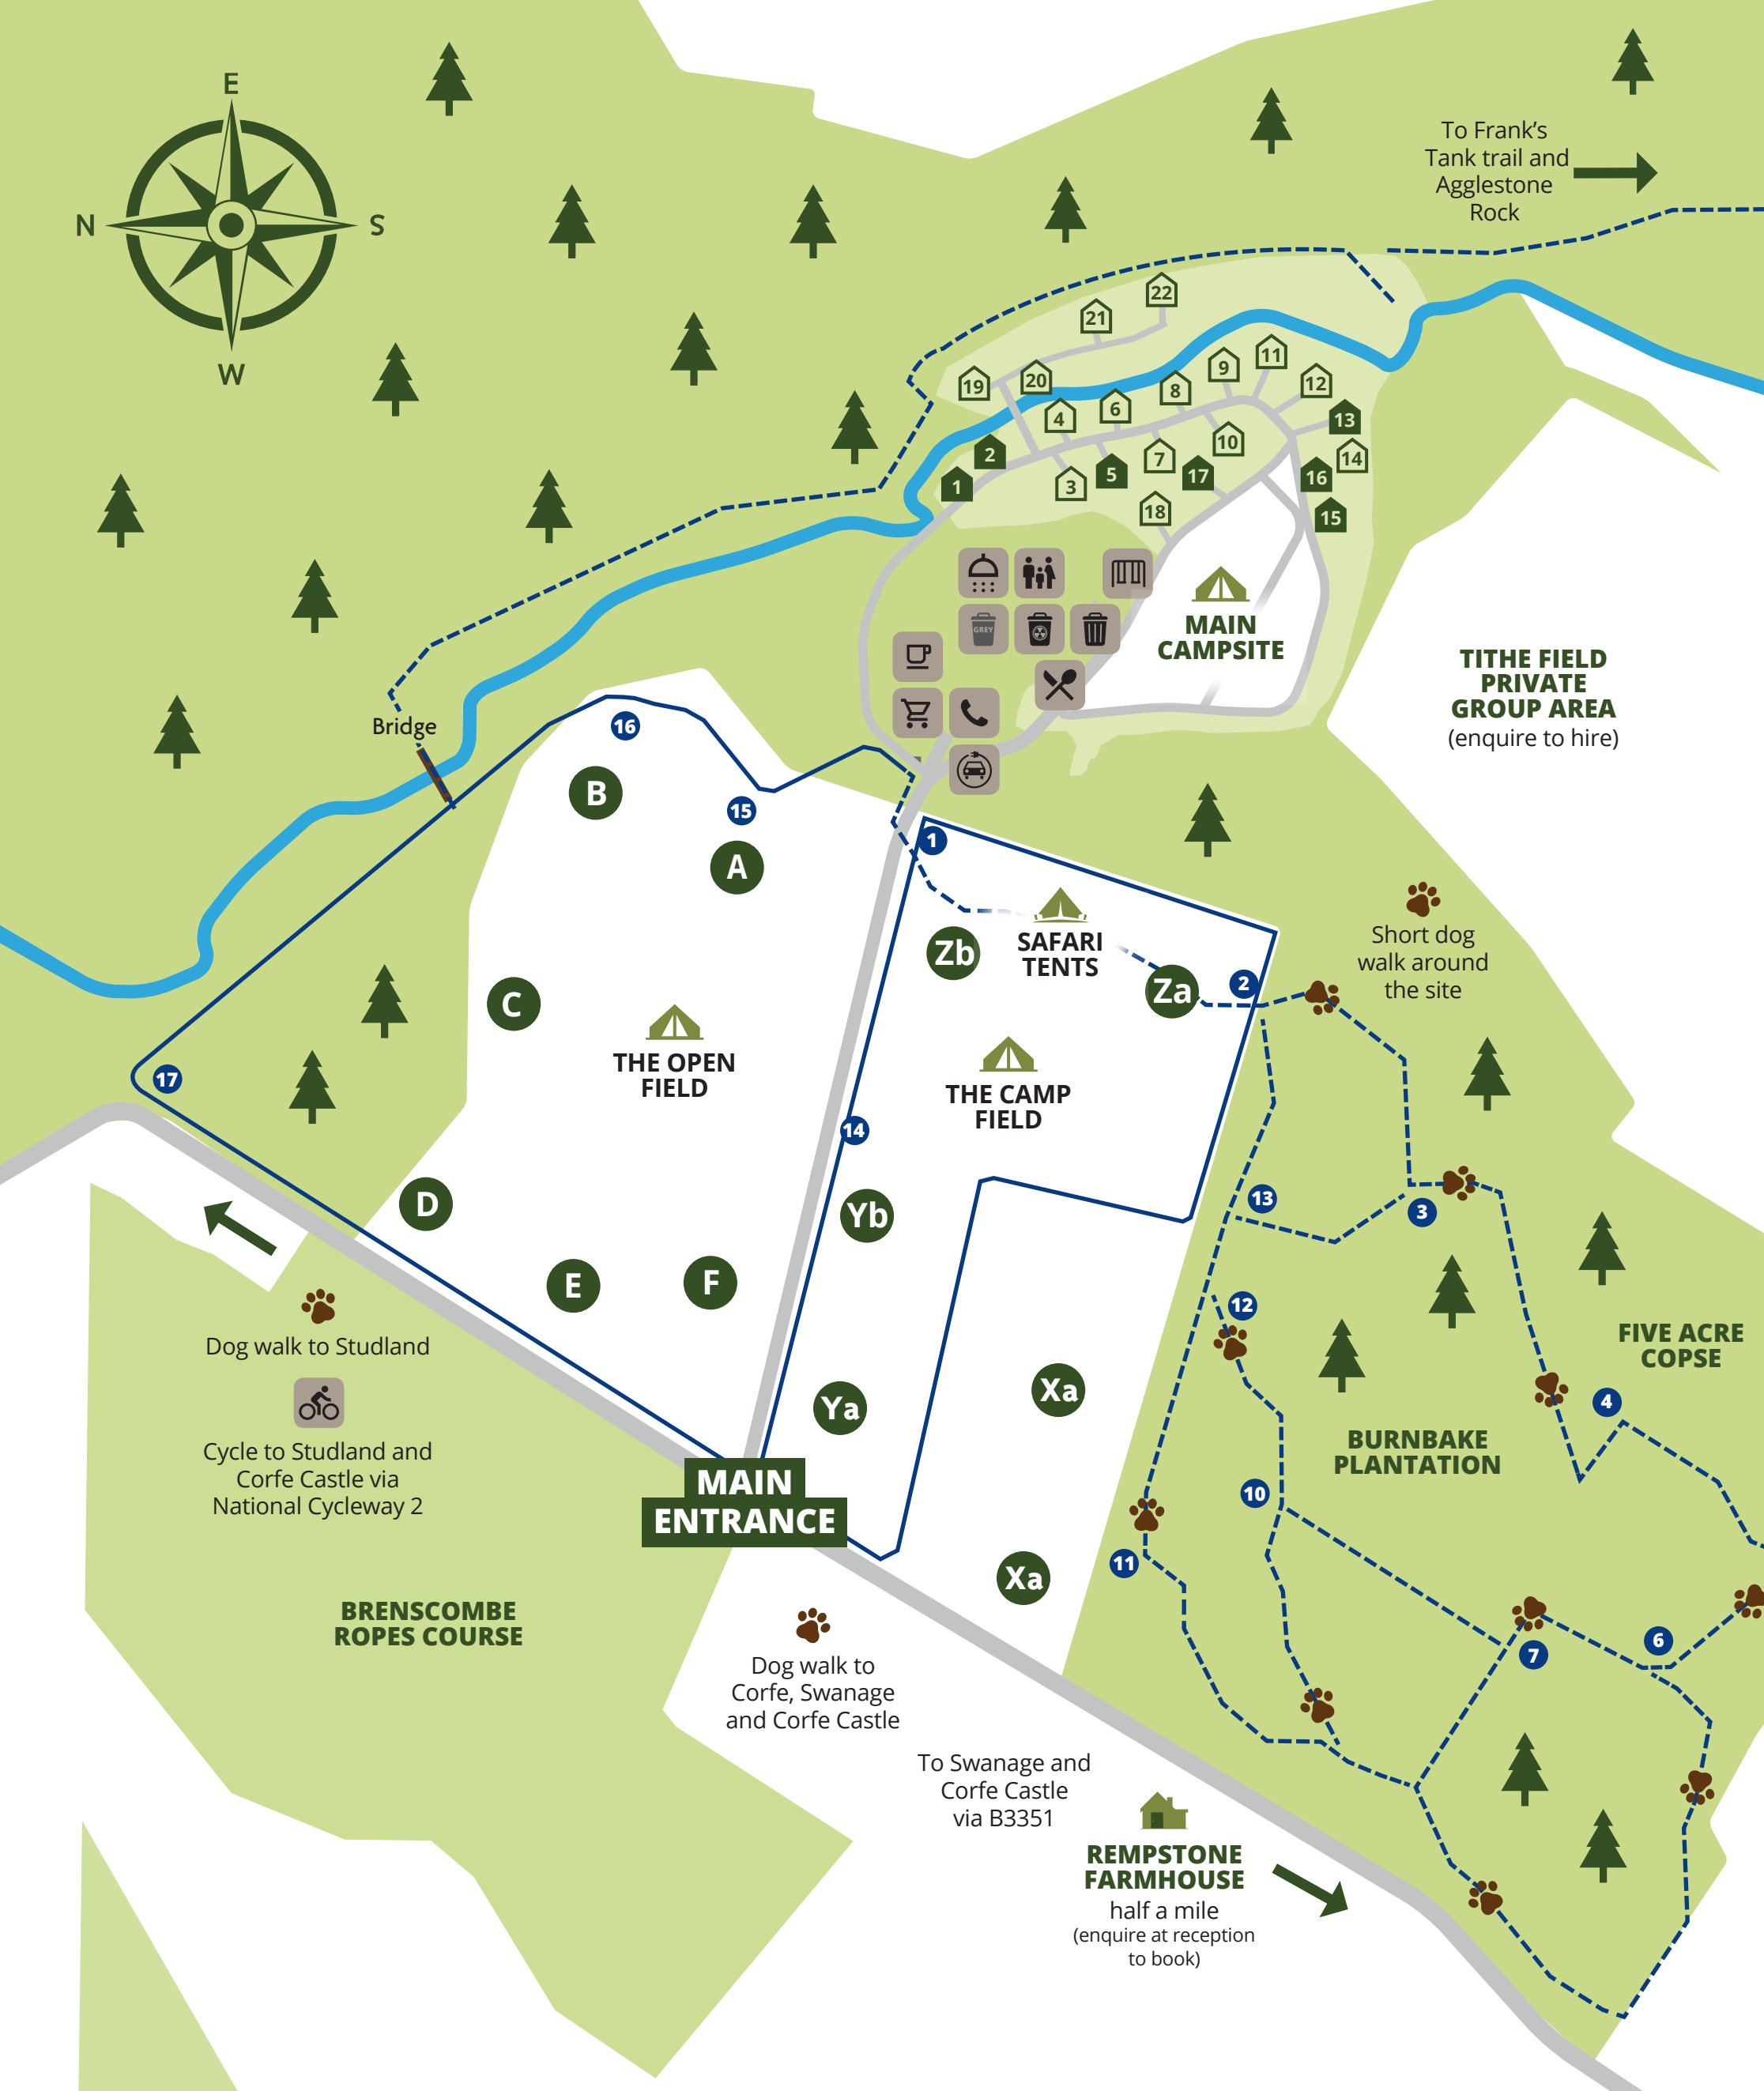 E
N
S
W
To Frank's
Tank trail and
Agglestone
Rock
22
21
19
20
4
6
8
9
11
12
13
2
1
3
5
7
17
10
14
16
15
18
GREY
MAIN
CAMPSITE
TITHE FIELD
PRIVATE
GROUP AREA
(enquire to hire)
Bridge
16
B
15
A
1
Zb
SAFARI
TENTS
Za
2
Short dog
walk around
the site
C
THE OPEN
FIELD
THE CAMP
FIELD
17
14
13
3
D
Yb
E
F
12
Dog walk to Studland
Cycle to Studland and
Corfe Castle via
National Cycleway 2
FIVE ACRE
COPSE
4
Xa
Ya
BURNBAKE
PLANTATION
MAIN
ENTRANCE
10
11
Xa
BRENSCOMBE
ROPES COURSE
7
6
Dog walk to
Corfe, Swanage
and Corfe Castle
To Swanage and
Corfe Castle
via B3351
REMPSTONE
FARMHOUSE
half a mile
(enquire at reception
to book)